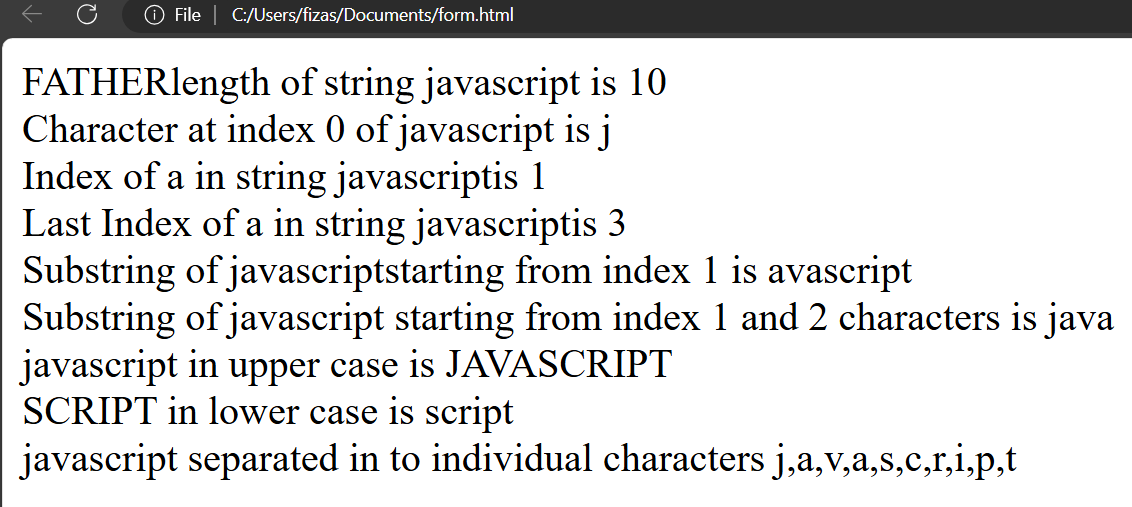 File | C:/Users/fizas/Documents/form.html
FATHERlength of string javascript is 10
Character at index 0 of javascript is j
Index of a in string javascriptis 1
Last Index of a in string javascriptis 3
Substring of javascriptstarting from index 1 is avascript
Substring of javascript starting from index 1 and 2 characters is java
javascript in upper case is JAVASCRIPT
SCRIPT in lower case is script
javascript separated in to individual characters j,a,v,a,s,c,r,i,p,t